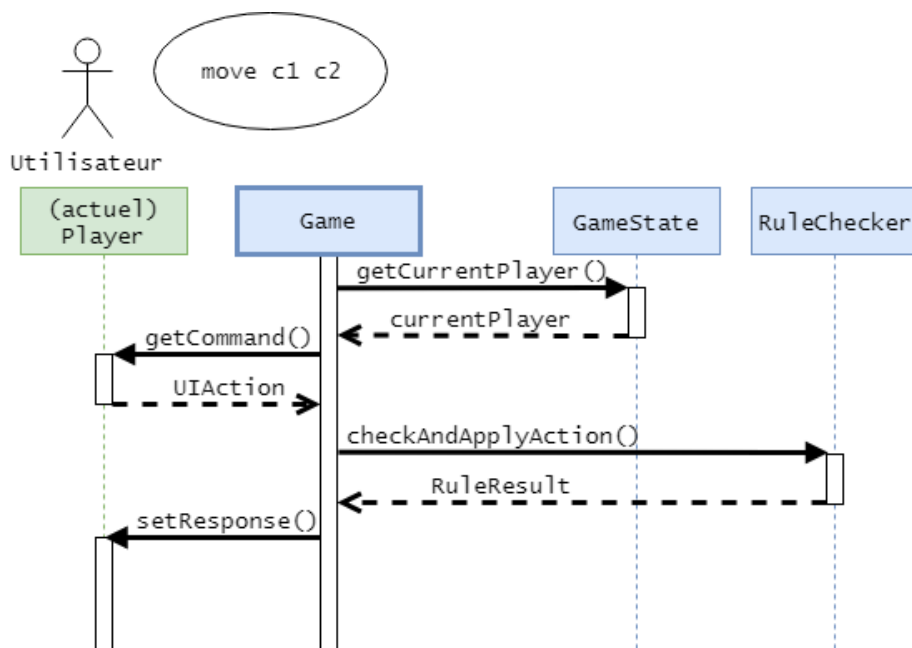 move c1 c2
Utilisateur
(actuel)
Player
Game
GameState
RuleChecker
getCurrentPlayer()
currentPlayer
getCommand()
UIAction
checkAndApplyAction()
RuleResult
setResponse()